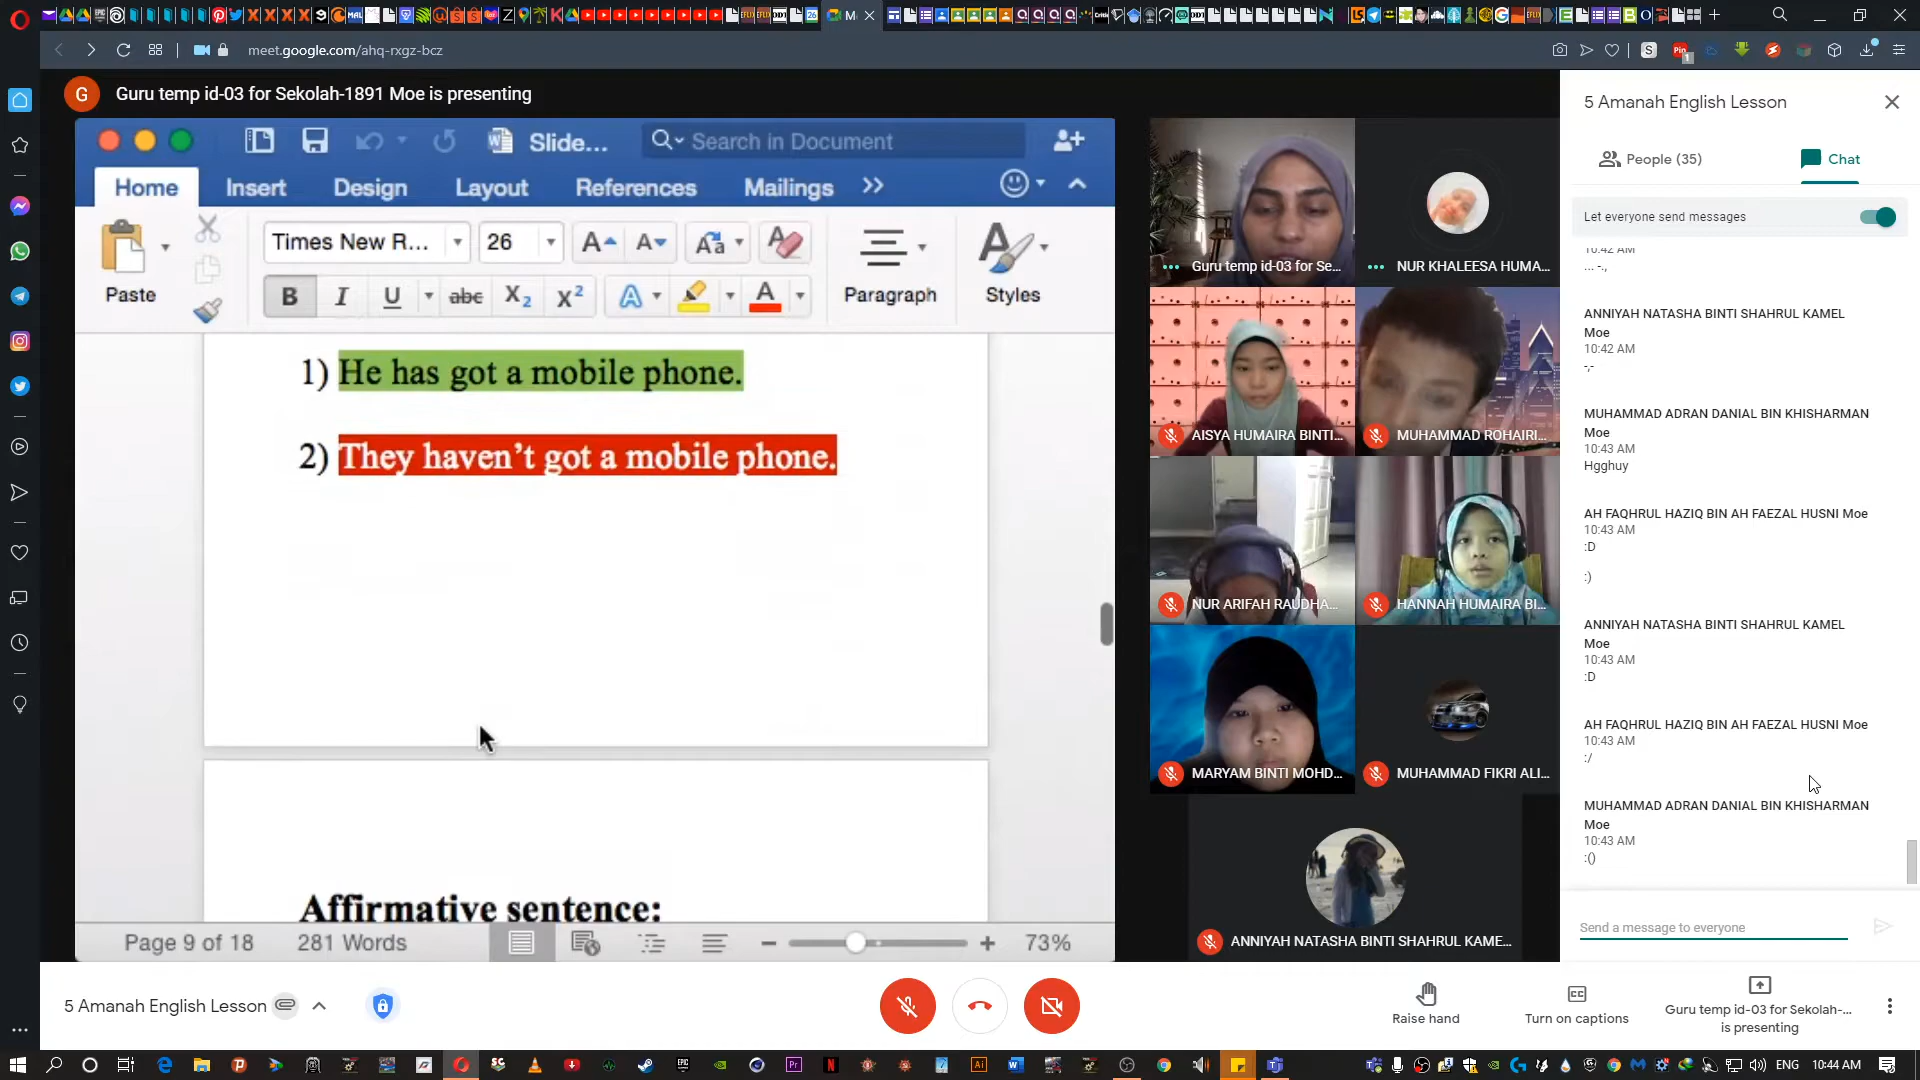 meet.google.com/ahq-rxgz-bcz
G
Guru temp id-03 for Sekolah-1891 Moe is presenting
Slide...
Search in Document
Home
Insert
Design
Layout
References
Mailings
Paste
Times New R...
26
B I U abc X2 X2
Paragraph
Styles
1) He has got a mobile phone.
2) They haven't got a mobile phone.
Affirmative sentence:
Page 9 of 18
281 Words
73%
Guru temp id-03 for Se...
NUR KHALEESA HUMA...
AISYA HUMAIRA BINTI...
MUHAMMAD ROHAIRI...
NUR ARIFAH RAUDHA...
HANNAH HUMAIRA BI...
MARYAM BINTI MOHD...
MUHAMMAD FIKRI ALI...
ANNIYAH NATASHA BINTI SHAHRUL KAME...
5 Amanah English Lesson
People (35)
Chat
Let everyone send messages
10:42 AM
... -.,
ANNIYAH NATASHA BINTI SHAHRUL KAMEL
Moe
10:42 AM
-,-
MUHAMMAD ADRAN DANIAL BIN KHISHARMAN
Moe
10:43 AM
Hgghuy
AH FAQHRUL HAZIQ BIN AH FAEZAL HUSNI Moe
10:43 AM
:D
:)
ANNIYAH NATASHA BINTI SHAHRUL KAMEL
Moe
10:43 AM
:D
AH FAQHRUL HAZIQ BIN AH FAEZAL HUSNI Moe
10:43 AM
:/
MUHAMMAD ADRAN DANIAL BIN KHISHARMAN
Moe
10:43 AM
:()
Send a message to everyone
5 Amanah English Lesson
Raise hand
Turn on captions
Guru temp id-03 for Sekolah-...
is presenting
ENG
10:44 AM